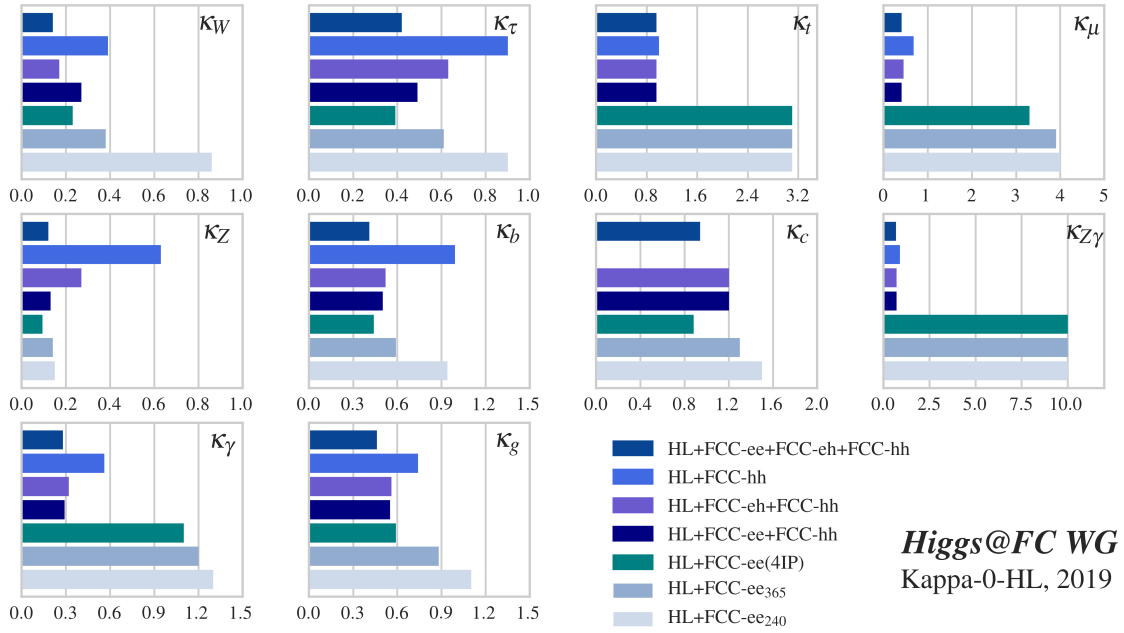 κW κτ κt κμ
0.0 0.2 0.4 0.6 1.0 0.0 0.2 0.4 0.6 1.0 0.0 0.8 1.6 2.4 3.2 0 1 2 3 4 5
κZ κb κc κZγ
0.0 0.2 0.4 0.6 1.0 0.0 0.3 0.6 0.9 1.2 1.5 0.0 0.4 0.8 1.2 1.6 2.0 0.0 2.5 5.0 7.5 10.0
κγ κg
0.0 0.3 0.6 0.9 1.2 1.5 0.0 0.3 0.6 0.9 1.2 1.5
HL+FCC-ee+FCC-eh+FCC-hh
HL+FCC-hh
HL+FCC-eh+FCC-hh
HL+FCC-ee+FCC-hh
HL+FCC-ee(4IP)
HL+FCC-ee365
HL+FCC-ee240
Higgs@FC WG
Kappa-0-HL, 2019